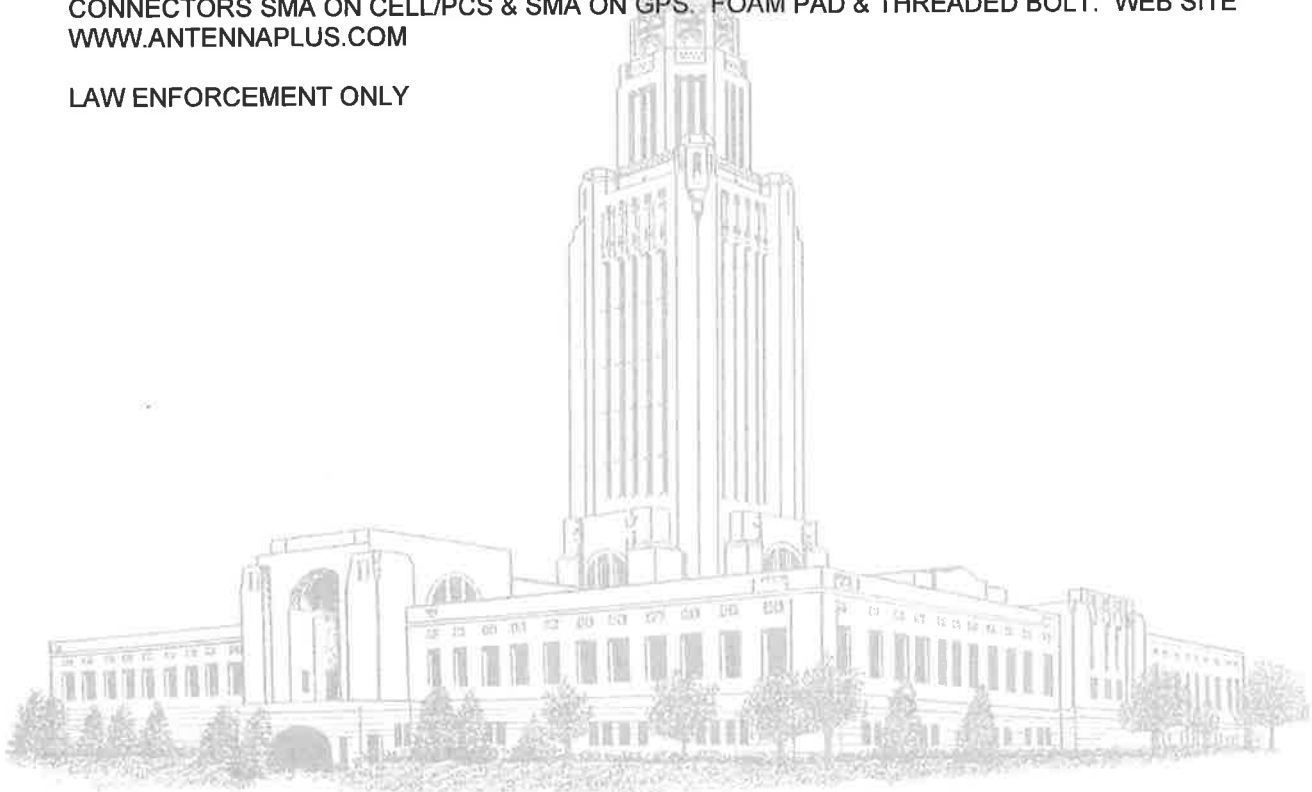 CONNECTORS SMA ON CELL/PCS & SMA ON GPS. FOAM PAD & THREADED BOLT. WEB SITE
WWW.ANTENNAPLUS.COM
LAW ENFORCEMENT ONLY